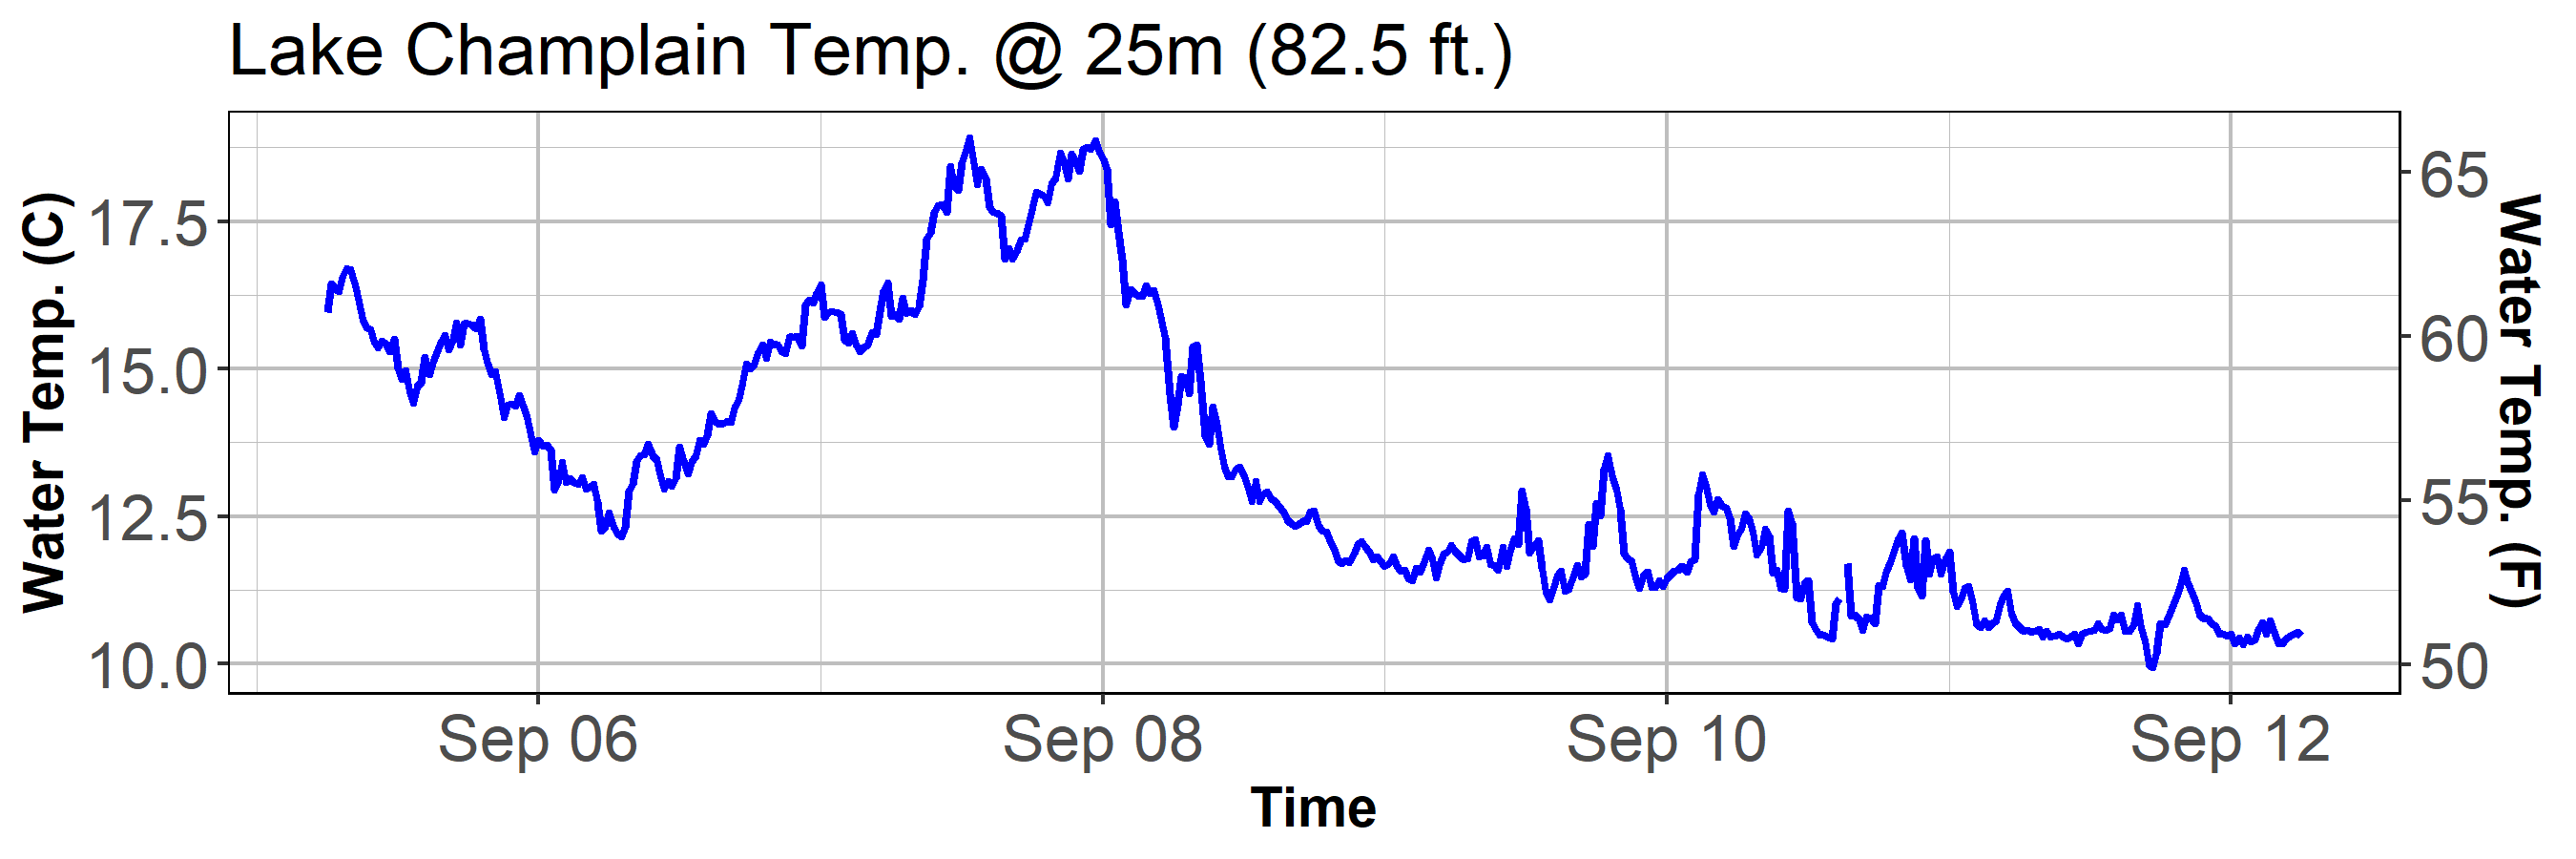 Lake Champlain Temp. @ 25m (82.5 ft.)
Water Temp. (C)
17.5
15.0
12.5
10.0
65
60
55
50
Water Temp. (F)
Sep 06
Sep 08
Sep 10
Sep 12
Time